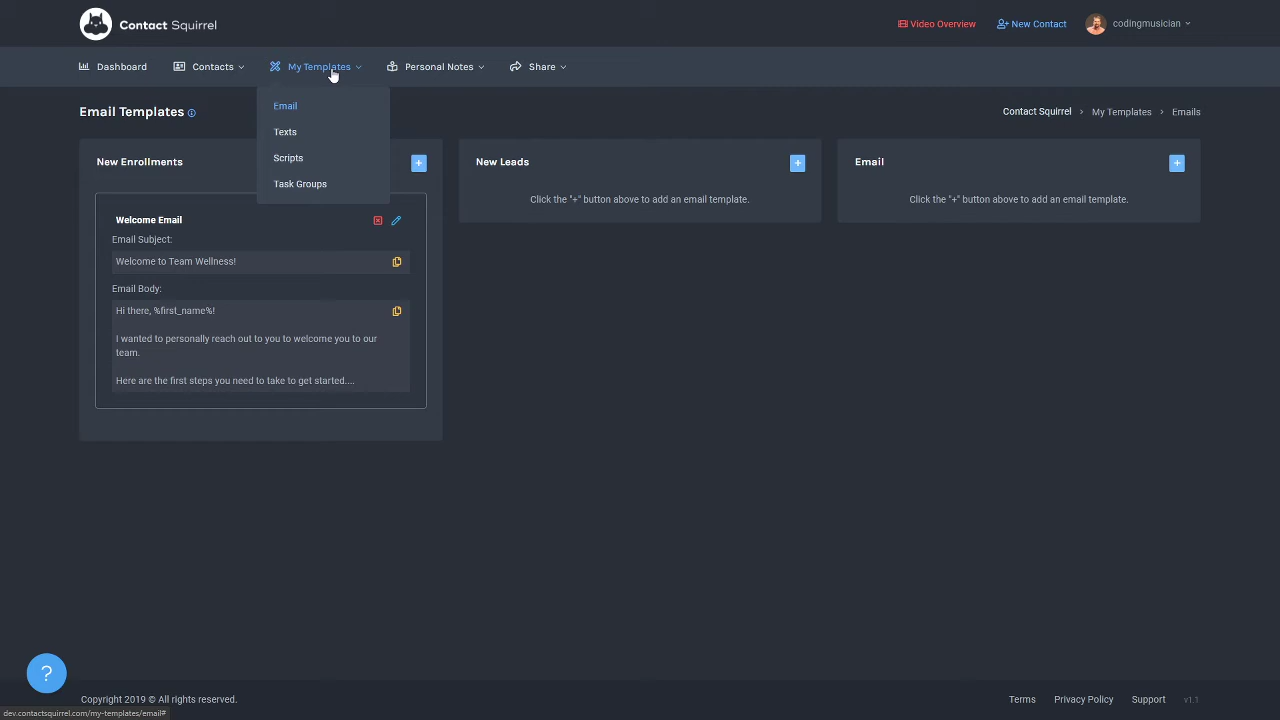 Contact Squirrel
Video Overview
New Contact
codingmusician
Dashboard
Contacts
My Templates
Personal Notes
Share
Email
Texts
Scripts
Task Groups
Email Templates
Contact Squirrel > My Templates > Emails
New Enrollments
+
Welcome Email
Email Subject:
Welcome to Team Wellness!
Email Body:
Hi there, %first_name%!
I wanted to personally reach out to you to welcome you to our
team.
Here are the first steps you need to take to get started....
New Leads
+
Click the "+" button above to add an email template.
Email
+
Click the "+" button above to add an email template.
?
Copyright 2019 © All rights reserved.
Terms
Privacy Policy
Support
v1.1
dev.contactsquirrel.com/my-templates/email#